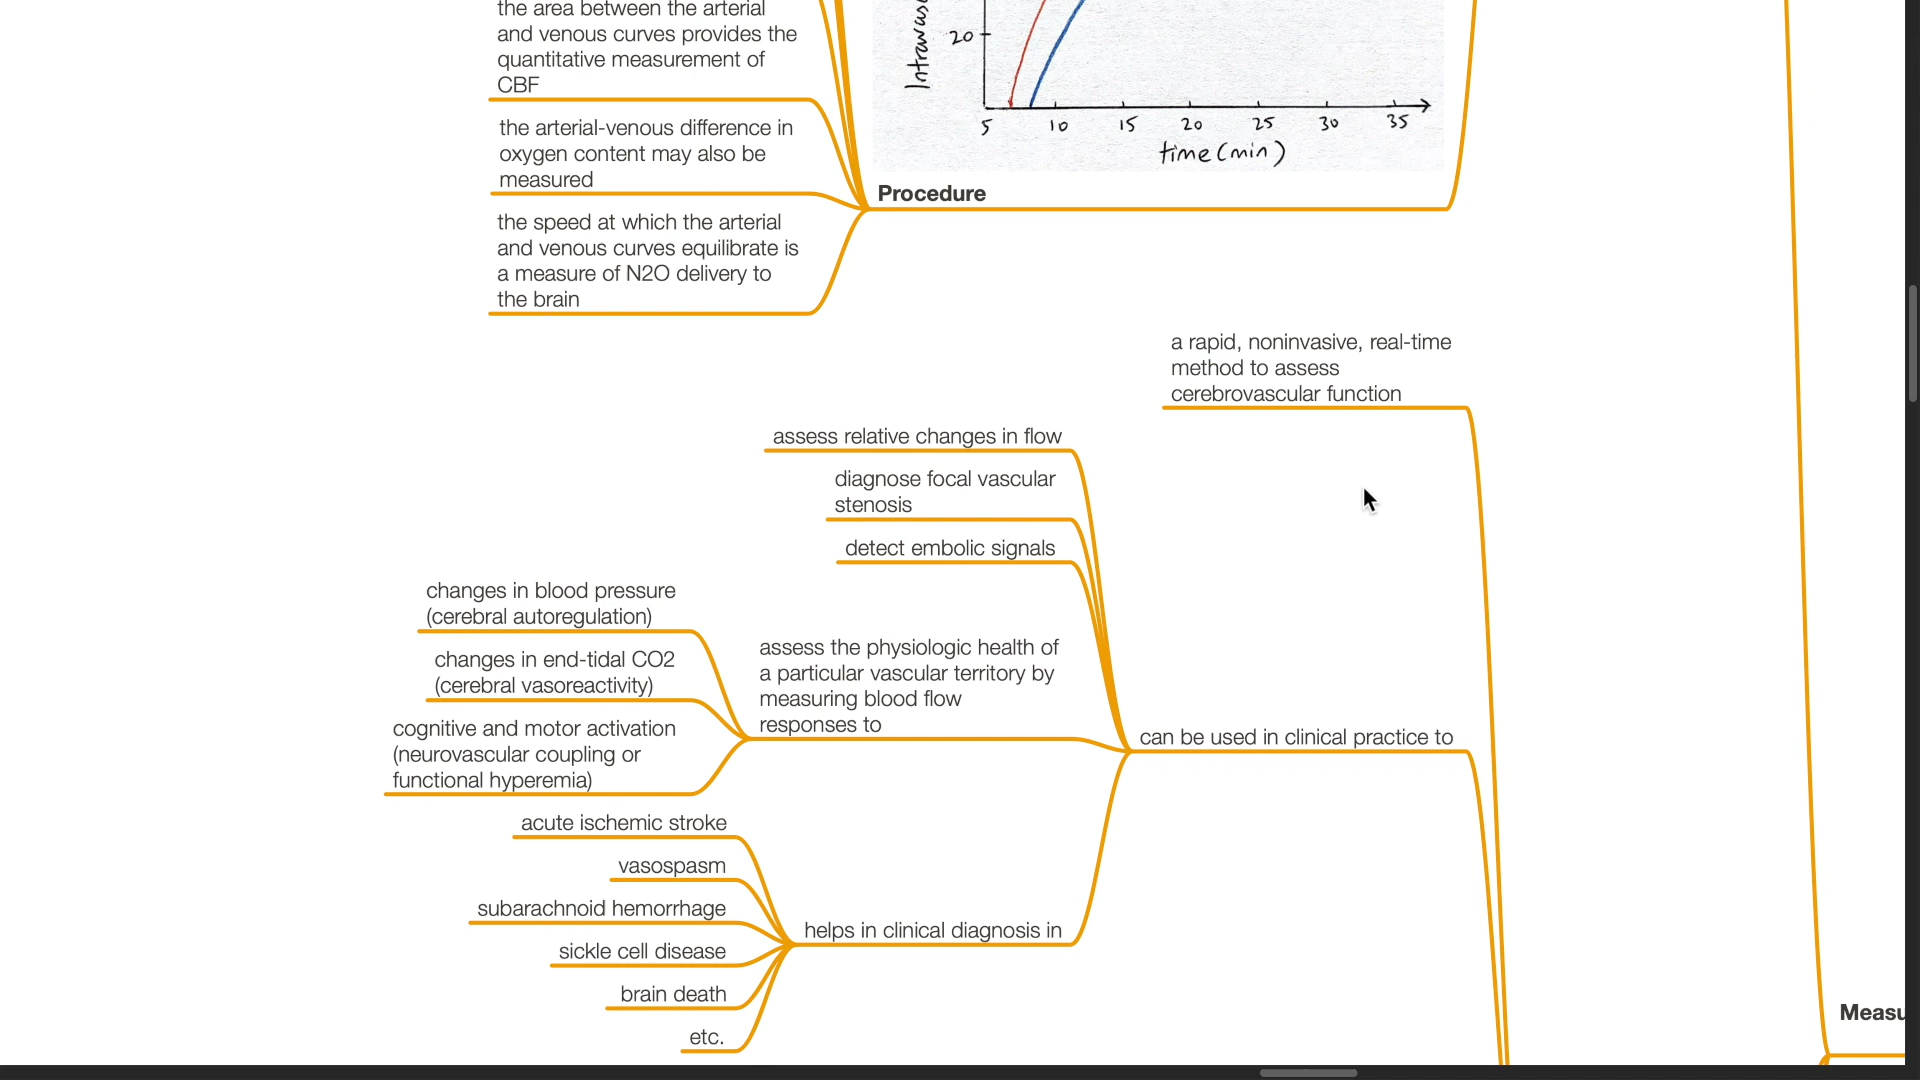 the area between the arterial
and venous curves provides the
quantitative measurement of
CBF
the arterial-venous difference in
oxygen content may also be
measured
the speed at which the arterial
and venous curves equilibrate is
a measure of N2O delivery to
the brain
20
5 10 15 20 25 30 35
time (min)
Procedure
a rapid, noninvasive, real-time
method to assess
cerebrovascular function
assess relative changes in flow
diagnose focal vascular
stenosis
detect embolic signals
changes in blood pressure
(cerebral autoregulation)
changes in end-tidal CO2
(cerebral vasoreactivity)
cognitive and motor activation
(neurovascular coupling or
functional hyperemia)
assess the physiologic health of
a particular vascular territory by
measuring blood flow
responses to
can be used in clinical practice to
acute ischemic stroke
vasospasm
subarachnoid hemorrhage
sickle cell disease
brain death
etc.
helps in clinical diagnosis in